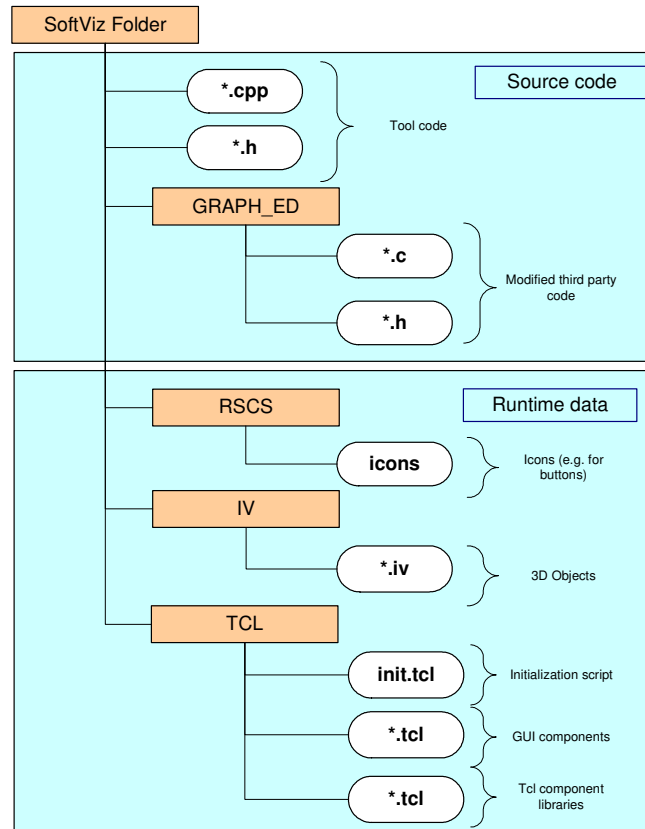 SoftViz Folder
Source code
*.cpp
Tool code
*.h
GRAPH_ED
*.c
Modified third party
code
*.h
RSCS
Runtime data
icons
Icons (e.g. for
buttons)
IV
*.iv
3D Objects
TCL
init.tcl
Initialization script
*.tcl
GUI components
*.tcl
Tcl component
libraries